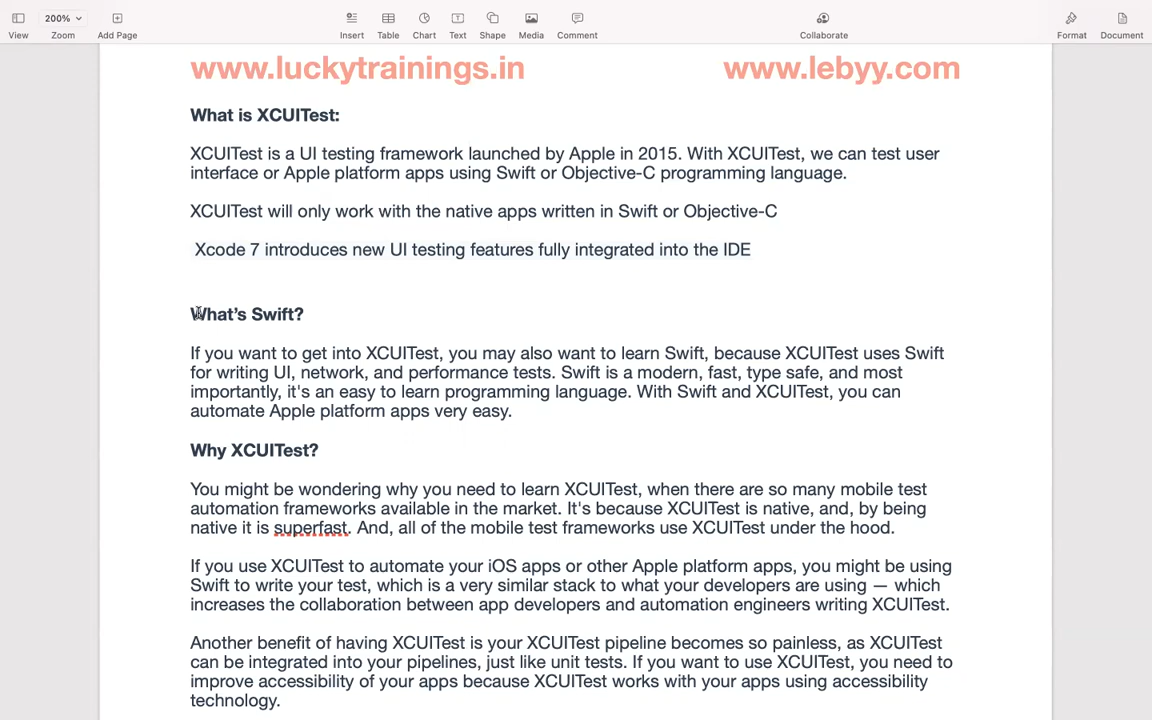 200%
View
Zoom
Add Page
Insert
Table
Chart
Text
Shape
Media
Comment
Collaborate
Format
Document
www.luckytrainings.in www.lebyy.com
What is XCUITest:
XCUITest is a UI testing framework launched by Apple in 2015. With XCUITest, we can test user
interface or Apple platform apps using Swift or Objective-C programming language.
XCUITest will only work with the native apps written in Swift or Objective-C
Xcode 7 introduces new UI testing features fully integrated into the IDE
What's Swift?
If you want to get into XCUITest, you may also want to learn Swift, because XCUITest uses Swift
for writing UI, network, and performance tests. Swift is a modern, fast, type safe, and most
importantly, it's an easy to learn programming language. With Swift and XCUITest, you can
automate Apple platform apps very easy.
Why XCUITest?
You might be wondering why you need to learn XCUITest, when there are so many mobile test
automation frameworks available in the market. It's because XCUITest is native, and, by being
native it is superfast. And, all of the mobile test frameworks use XCUITest under the hood.
If you use XCUITest to automate your iOS apps or other Apple platform apps, you might be using
Swift to write your test, which is a very similar stack to what your developers are using — which
increases the collaboration between app developers and automation engineers writing XCUITest.
Another benefit of having XCUITest is your XCUITest pipeline becomes so painless, as XCUITest
can be integrated into your pipelines, just like unit tests. If you want to use XCUITest, you need to
improve accessibility of your apps because XCUITest works with your apps using accessibility
technology.